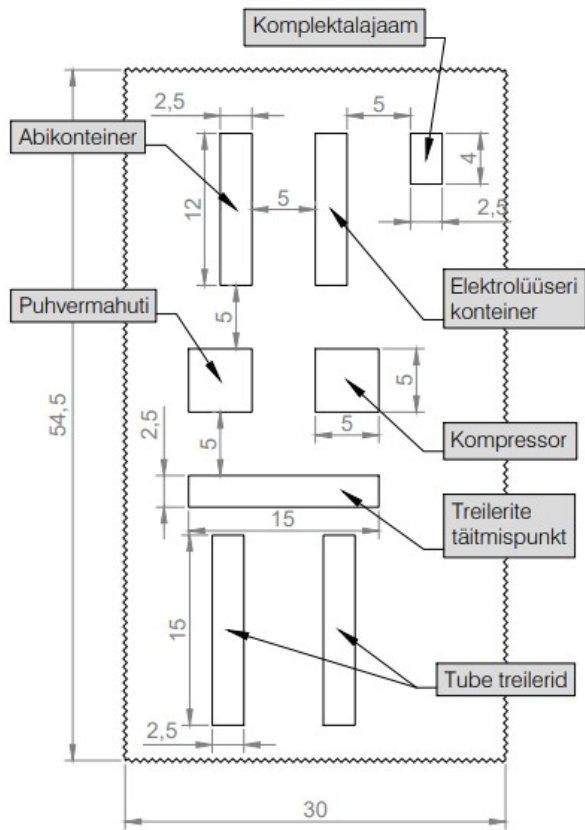 Komplektalajaam
2,5
5
Abikonteiner
4
12
5
2,5
Elektrolüüseri
konteiner
Puhvermahuti
5
5
54,5
2,5
5
5
Kompressor
15
Treilerite
täitmispunkt
15
Tube treilerid
2,5
30